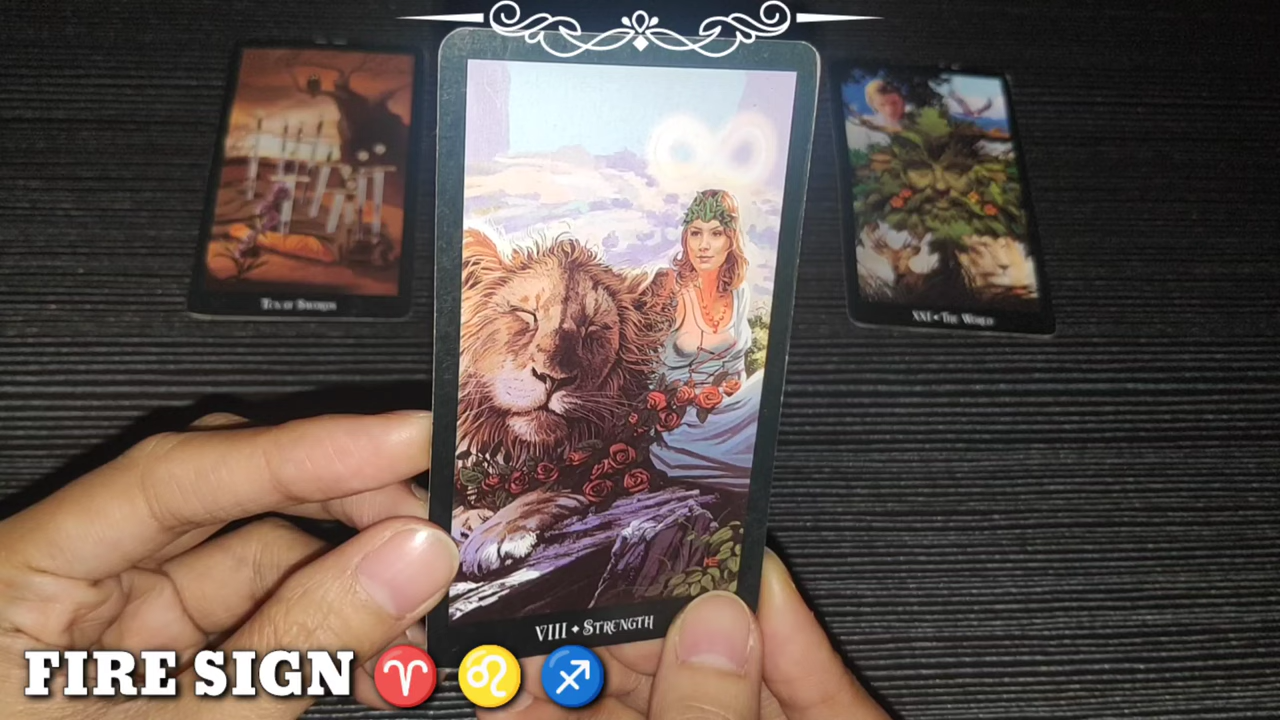 TEN OF SWORDS
XXI ♦ THE WORLD
VIII ♦ STRENGTH
FIRE SIGN ♈ ♌ ♐